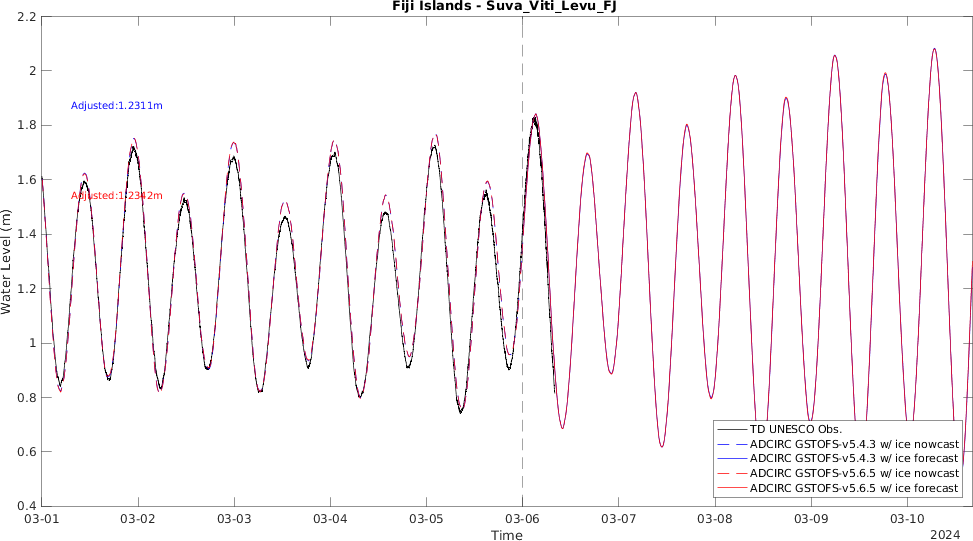 Fiji Islands - Suva_Viti_Levu_FJ
2.2
2
1.8
1.6
1.4
1.2
1
0.8
0.6
0.4
Water Level (m)
Adjusted:1.2311m
Adjusted:1.2342m
TD UNESCO Obs.
ADCIRC GSTOFS-v5.4.3 w/ ice nowcast
ADCIRC GSTOFS-v5.4.3 w/ ice forecast
ADCIRC GSTOFS-v5.6.5 w/ ice nowcast
ADCIRC GSTOFS-v5.6.5 w/ ice forecast
03-01 03-02 03-03 03-04 03-05 03-06 03-07 03-08 03-09 03-10
Time
2024